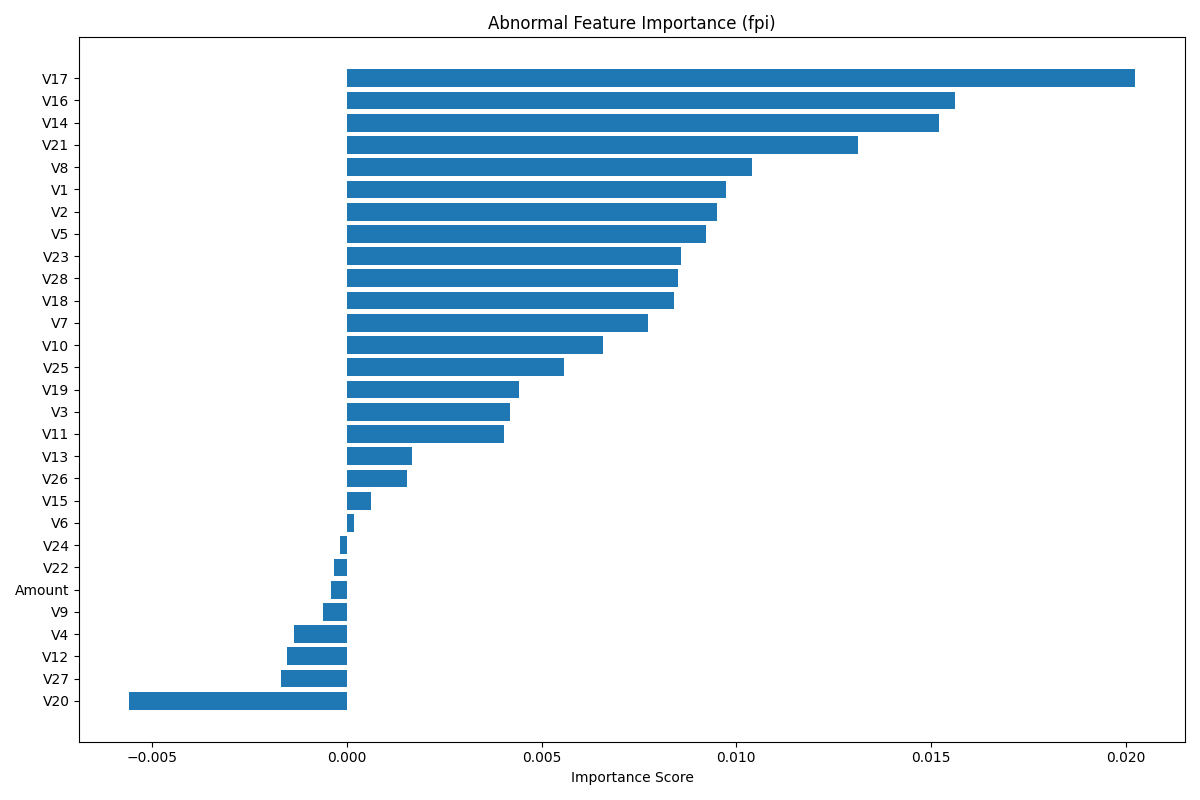 Abnormal Feature Importance (fpi)
V17
V16
V14
V21
V8
V1
V2
V5
V23
V28
V18
V7
V10
V25
V19
V3
V11
V13
V26
V15
V6
V24
V22
Amount
V9
V4
V12
V27
V20
−0.005 0.000 0.005 0.010 0.015 0.020
Importance Score